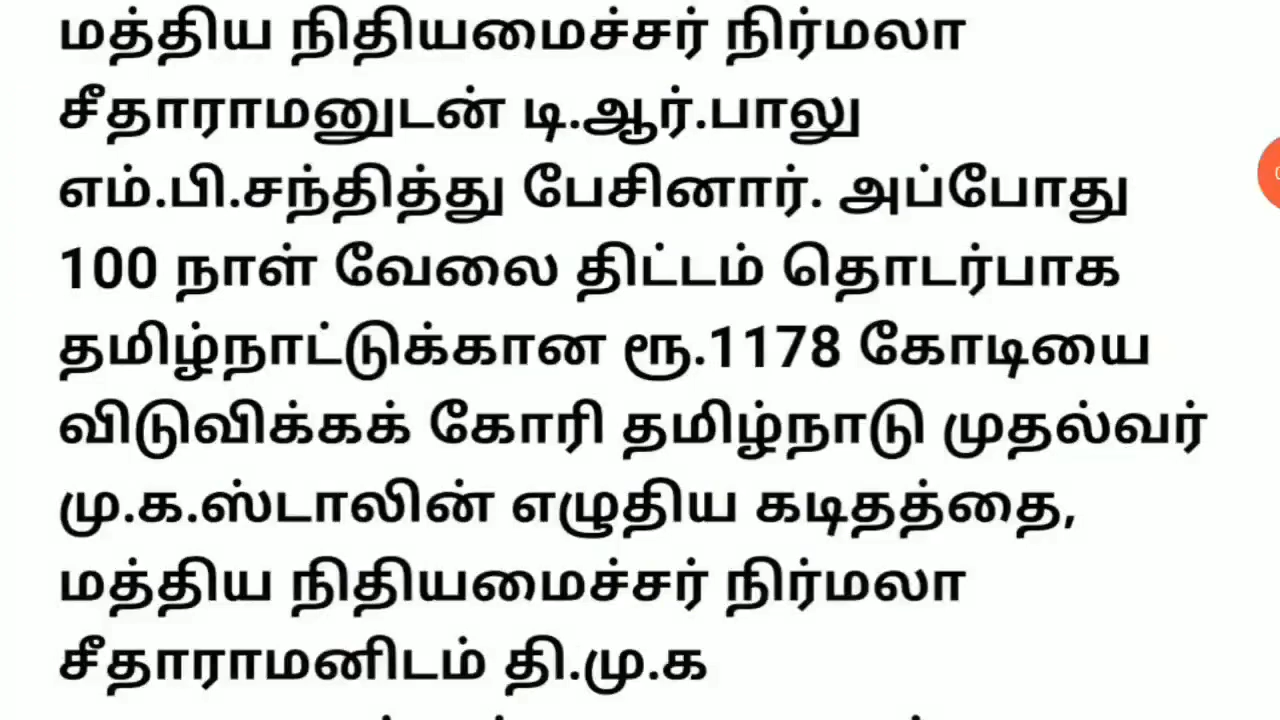 மத்திய நிதியமைச்சர் நிர்மலா
சீதாராமனுடன் டி.ஆர்.பாலு
எம்.பி.சந்தித்து பேசினார். அப்போது
100 நாள் வேலை திட்டம் தொடர்பாக
தமிழ்நாட்டுக்கான ரூ.1178 கோடியை
விடுவிக்கக் கோரி தமிழ்நாடு முதல்வர்
மு.க.ஸ்டாலின் எழுதிய கடிதத்தை,
மத்திய நிதியமைச்சர் நிர்மலா
சீதாராமனிடம் தி.மு.க